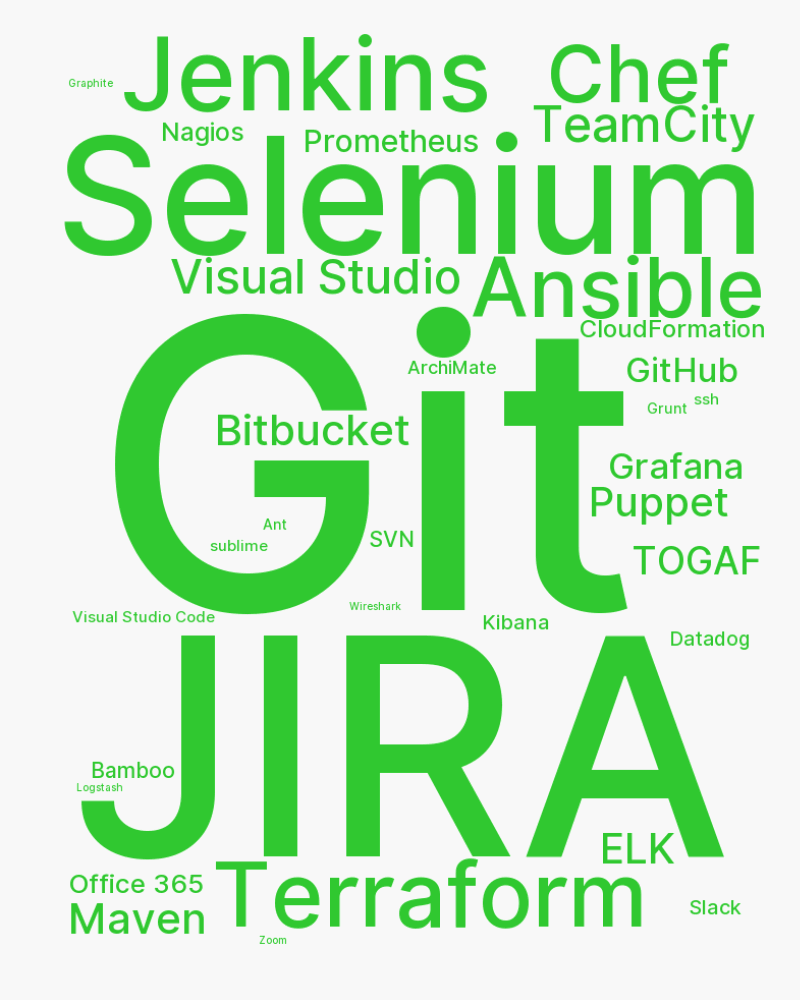 Jenkins
Chef
Graphite
TeamCity
Nagios
Prometheus
Selenium
Visual Studio
Ansible
CloudFormation
Git
ArchiMate
GitHub
ssh
Grunt
Bitbucket
Grafana
Puppet
Ant
SVN
sublime
TOGAF
Wireshark
Visual Studio Code
Kibana
Datadog
JIRA
Bamboo
Logstash
ELK
Office 365
Terraform
Slack
Maven
Zoom